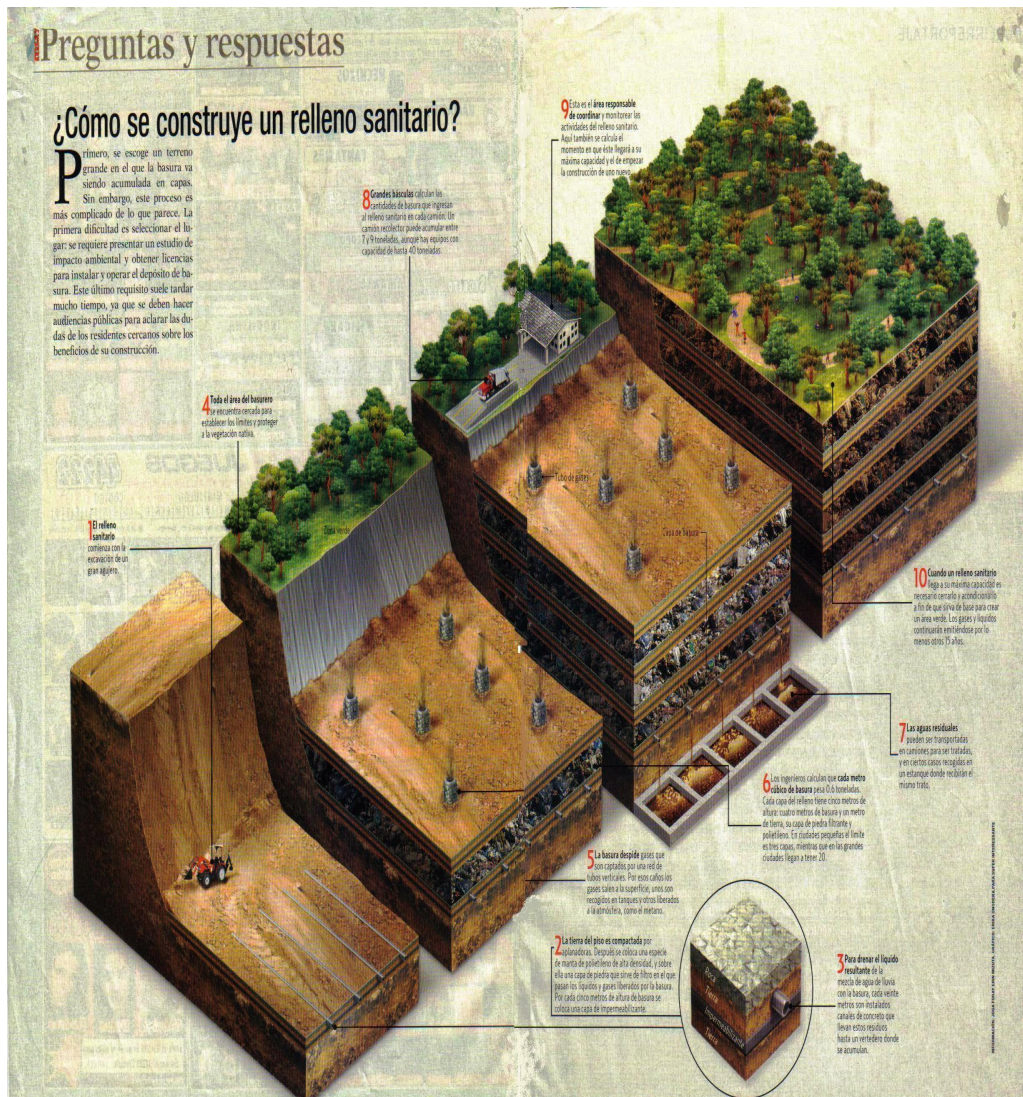 Preguntas y respuestas
¿Cómo se construye un relleno sanitario?
Primero, se escoge un terreno
grande en el que la basura va
siendo acumulada en capas.
Sin embargo, este proceso es
más complicado de lo que parece. La
primera dificultad es seleccionar el lu-
gar: se requiere presentar un estudio de
impacto ambiental y obtener licencias
para instalar y operar el depósito de ba-
sura. Este último requisito suele tardar
mucho tiempo, ya que se deben hacer
audiencias públicas para aclarar las du-
das de los residentes cercanos sobre los
beneficios de su construcción.
1 El relleno
sanitario
comienza con la
excavación de un
gran agujero.
2 La tierra del piso es compactada por
aplanadoras. Después se coloca una especie
de manta de polietileno de alta densidad, y sobre
ella una capa de piedra que sirve de filtro en el que
pasan los líquidos y gases liberados por la basura.
Por cada cinco metros de altura de basura se
coloca una capa de impermeabilizante.
3 Para drenar el líquido
resultante de la
mezcla de agua de lluvia
con la basura, cada veinte
metros son instalados
canales de concreto que
llevan estos residuos
hasta un vertedero donde
se acumulan.
4 Toda el área del basurero
se encuentra cercada para
establecer los límites y proteger
a la vegetación nativa.
5 La basura despide gases que
son captados por una red de
tubos verticales. Por esos caños los
gases salen a la superficie, unos son
recogidos en tanques y otros liberados
a la atmósfera, como el metano.
6 Los ingenieros calculan que cada metro
cúbico de basura pesa 0.6 toneladas.
Cada capa del relleno tiene cinco metros de
altura: cuatro metros de basura y un metro
de tierra, su capa de piedra filtrante y
polietileno. En ciudades pequeñas el límite
es tres capas, mientras que en las grandes
ciudades llegan a tener 20.
7 Las aguas residuales
pueden ser transportadas
en camiones para ser tratadas,
y en ciertos casos recogidas en
un estanque donde recibirán el
mismo trato.
8 Grandes básculas calculan las
cantidades de basura que ingresan
al relleno sanitario en cada camión. Un
camión recolector puede acumular entre
7 y 9 toneladas, aunque hay equipos con
capacidad de hasta 40 toneladas.
9 Esta es el área responsable
de coordinar y monitorear las
actividades del relleno sanitario.
Aquí también se calcula el
momento en que éste llegará a su
máxima capacidad y el de empezar
la construcción de uno nuevo.
10 Cuando un relleno sanitario
llega a su máxima capacidad es
necesario cerrarlo y acondicionarlo
a fin de que sirva de base para crear
un área verde. Los gases y líquidos
continuarán emitiéndose por lo
menos otros 15 años.
Zona verde
Tubo de gases
Capa de basura
Tierra
Impermeabilizante
Tierra